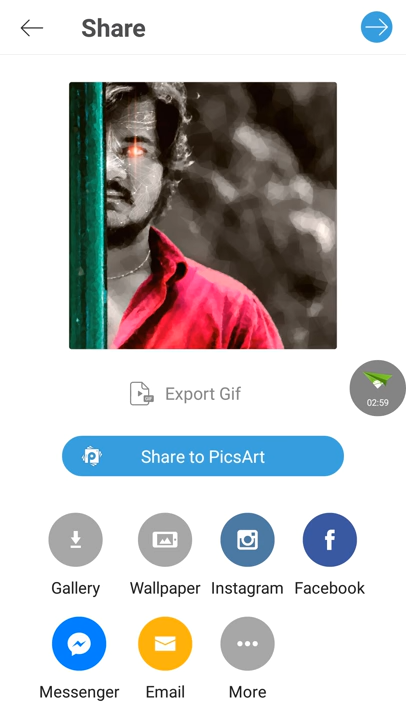 Share
Export Gif
02:59
Share to PicsArt
Gallery Wallpaper Instagram Facebook
Messenger Email More